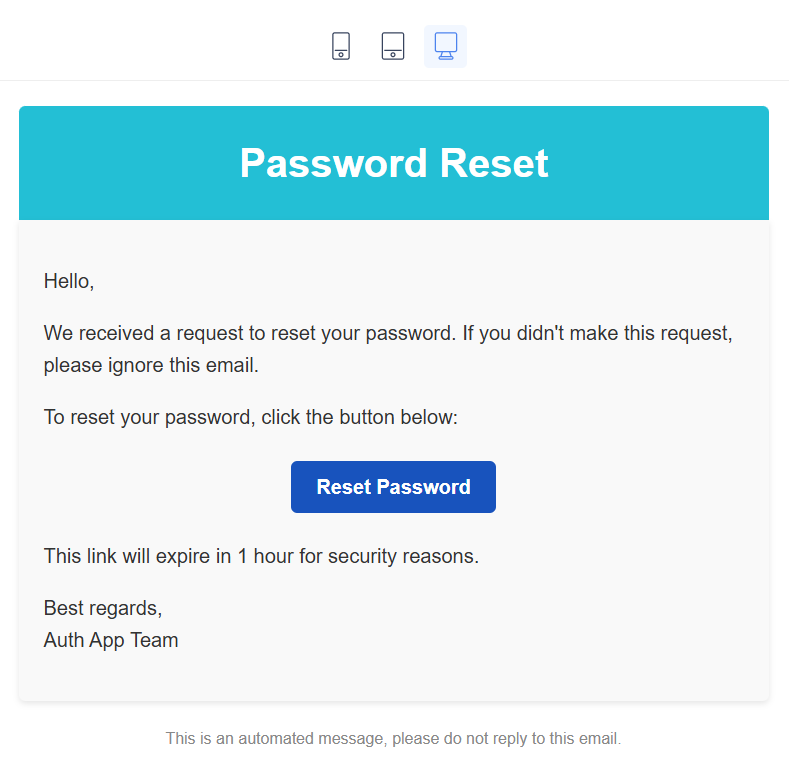 Password Reset
Hello,
We received a request to reset your password. If you didn't make this request,
please ignore this email.
To reset your password, click the button below:
Reset Password
This link will expire in 1 hour for security reasons.
Best regards,
Auth App Team
This is an automated message, please do not reply to this email.